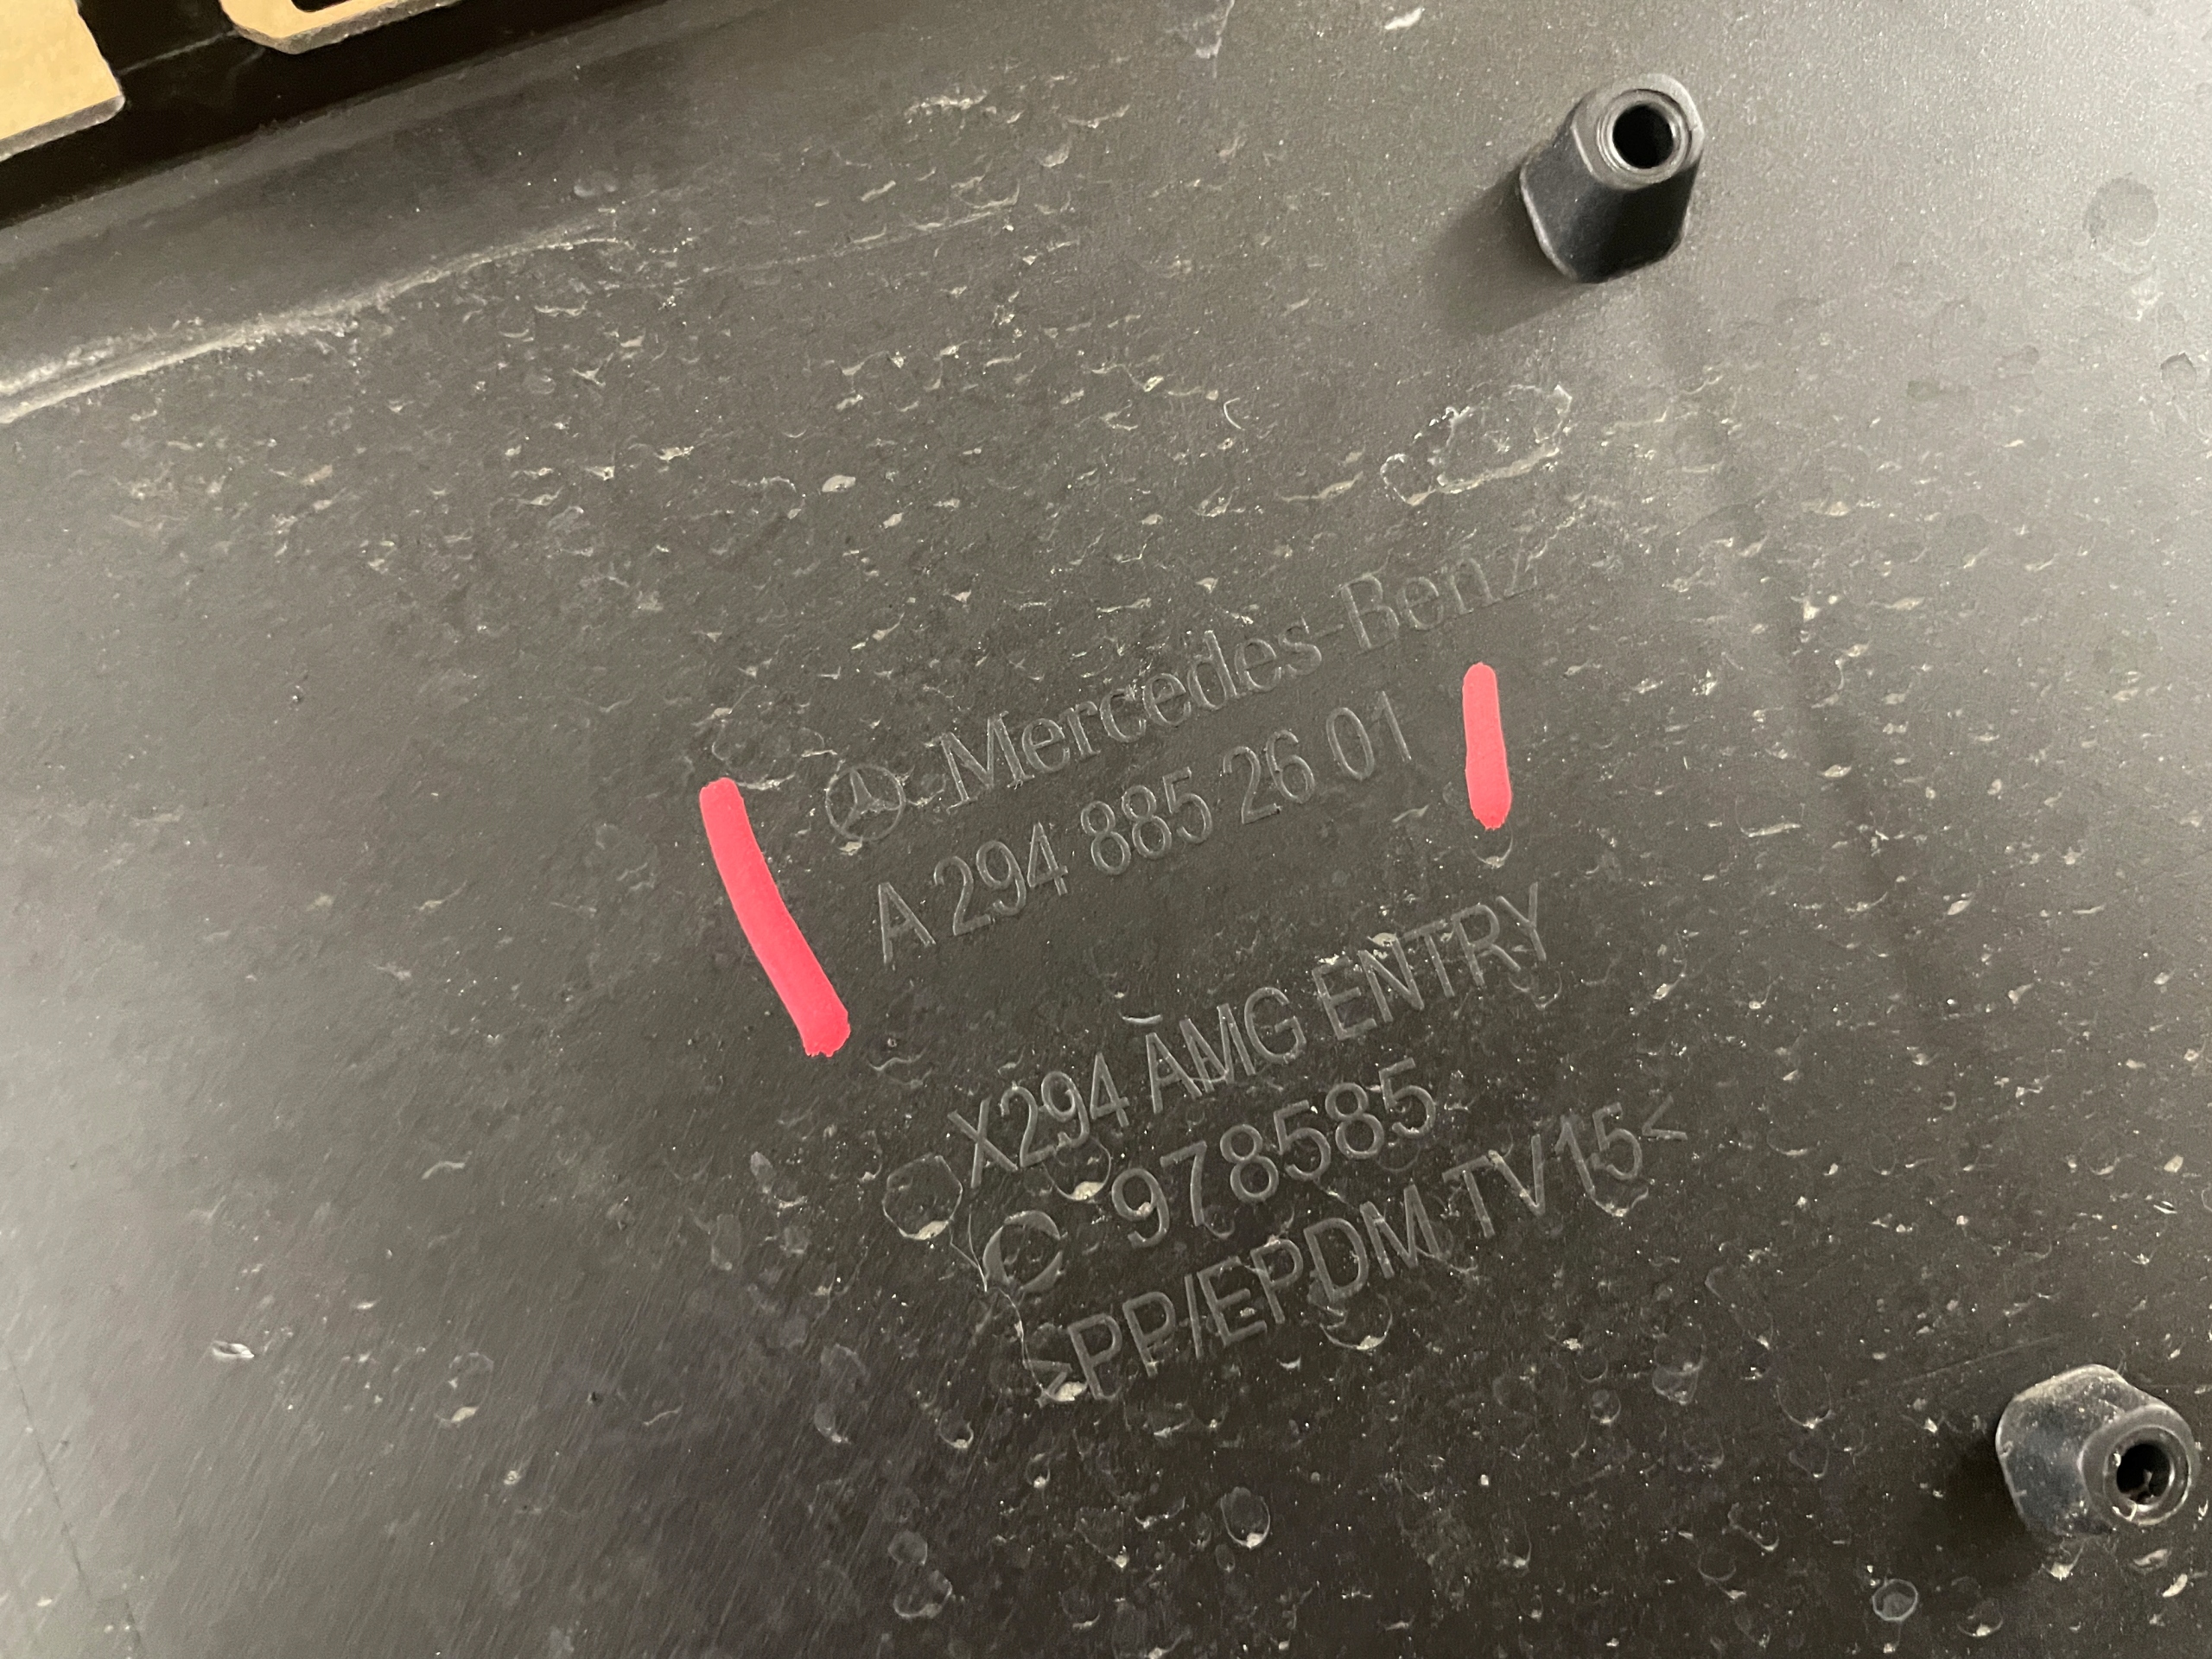 Mercedes-Benz
A 294 885 26 01
X294 AMG ENTRY
C 978585
>PP/EPDM TV15<